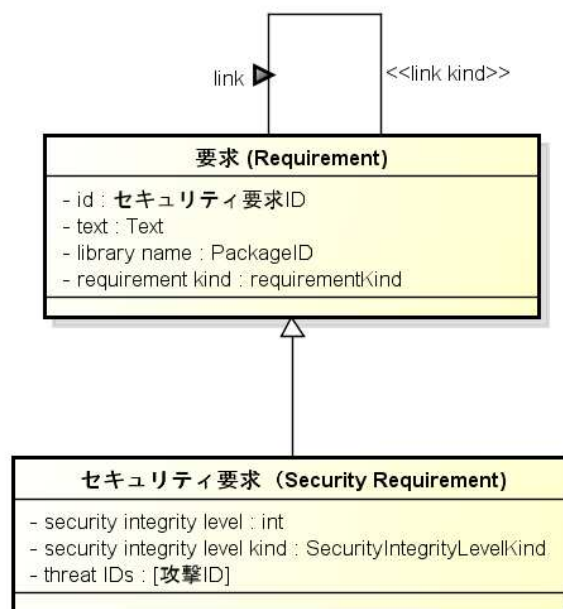 link
<<link kind>>
要求 (Requirement)
- id : セキュリティ要求ID
- text : Text
- library name : PackageID
- requirement kind : requirementKind
セキュリティ要求 （Security Requirement)
- security integrity level : int
- security integrity level kind : SecurityIntegrityLevelKind
- threat IDs : [攻撃ID]